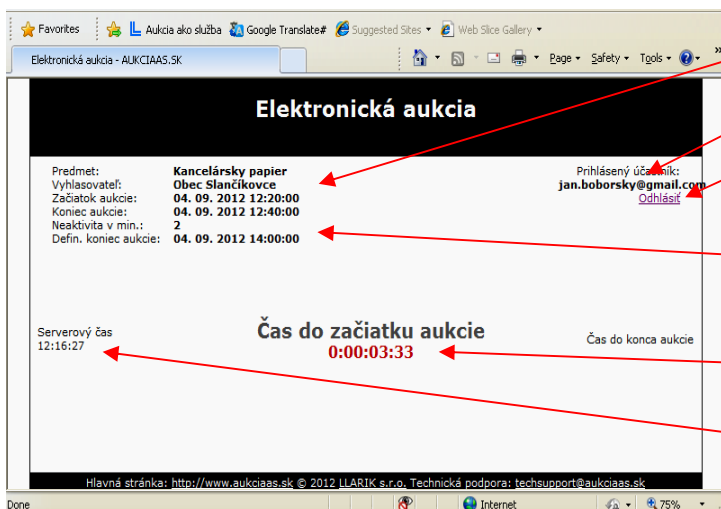 Favorites Aukcia ako služba Google Translate# Suggested Sites Web Slice Gallery
Elektronická aukcia - AUKCIAAS.SK Page Safety Tools »
Elektronická aukcia
Predmet: Kancelársky papier
Vyhlasovateľ: Obec Slančíkovce
Začiatok aukcie: 04. 09. 2012 12:20:00
Koniec aukcie: 04. 09. 2012 12:40:00
Neaktivita v min.: 2
Defin. koniec aukcie: 04. 09. 2012 14:00:00
Prihlásený účastník:
jan.boborsky@gmail.com
Odhlásiť
Serverový čas
12:16:27
Čas do začiatku aukcie
0:00:03:33
Čas do konca aukcie
Hlavná stránka: http://www.aukciaas.sk © 2012 LLARIK s.r.o. Technická podpora: techsupport@aukciaas.sk
Done Internet 75%